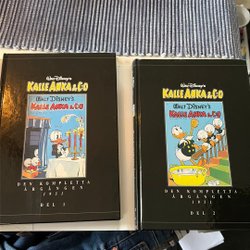 Walt Disney's
KALLE ANKA & C:O
WALT DISNEY'S
KALLE ANKA & C:O
DEN KOMPLETTA
ÅRGÅNGEN
DEL 1
Walt Disney's
KALLE ANKA & C:O
WALT DISNEY'S
KALLE ANKA & C:O
DEN KOMPLETTA
ÅRGÅNGEN
DEL 2